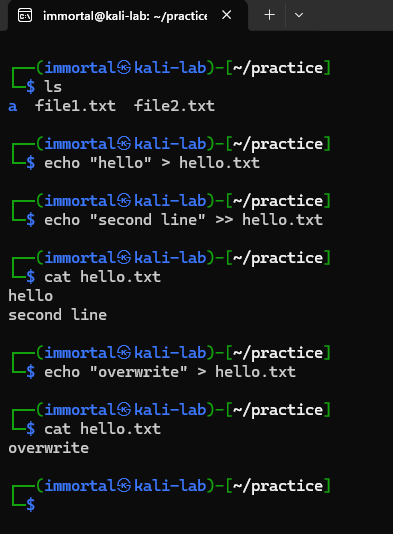 immortal@kali-lab: ~/practice
┌──(immortal㉿kali-lab)-[~/practice]
└─$ ls
a  file1.txt  file2.txt
┌──(immortal㉿kali-lab)-[~/practice]
└─$ echo "hello" > hello.txt
┌──(immortal㉿kali-lab)-[~/practice]
└─$ echo "second line" >> hello.txt
┌──(immortal㉿kali-lab)-[~/practice]
└─$ cat hello.txt
hello
second line
┌──(immortal㉿kali-lab)-[~/practice]
└─$ echo "overwrite" > hello.txt
┌──(immortal㉿kali-lab)-[~/practice]
└─$ cat hello.txt
overwrite
┌──(immortal㉿kali-lab)-[~/practice]
└─$